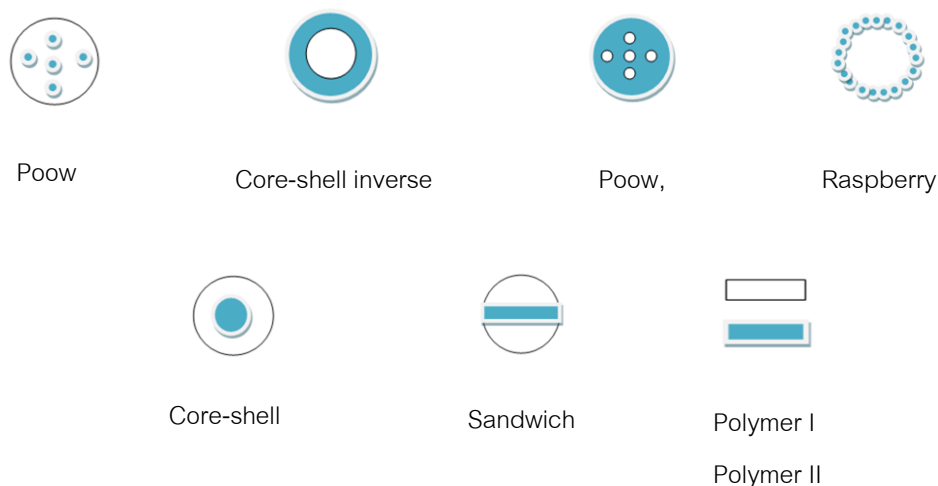 Poow
Core-shell inverse
Poow,
Raspberry
Core-shell
Sandwich
Polymer I
Polymer II